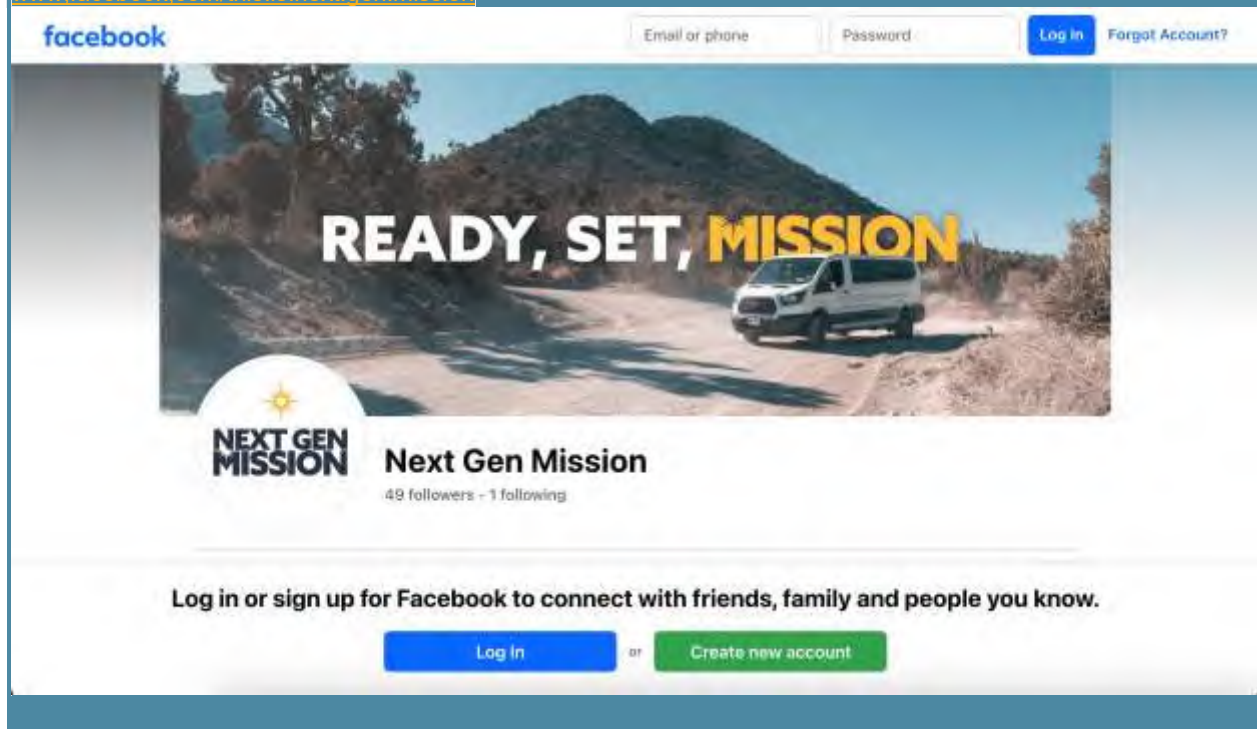 facebook
Email or phone
Password
Log In
Forgot Account?
READY, SET, MISSION
NEXT GEN
MISSION
Next Gen Mission
49 followers • 1 following
Log in or sign up for Facebook to connect with friends, family and people you know.
Log In
or
Create new account